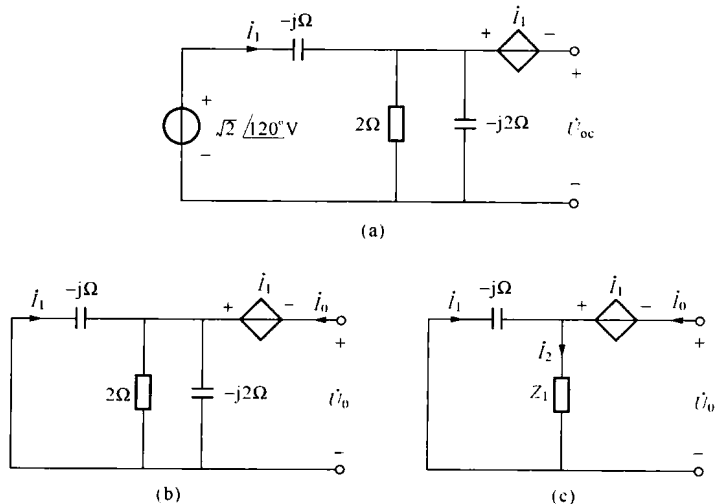 İ₁
-jΩ
+ İ₁ -
+
√2 /120° V
-
2Ω
-j2Ω
+
U̇oc
-
(a)
İ₁
-jΩ
+ İ₁ -
İ₀
2Ω
-j2Ω
+
U̇₀
-
(b)
İ₁
-jΩ
+ İ₁ -
İ₀
İ₂
Z₁
+
U̇₀
-
(c)